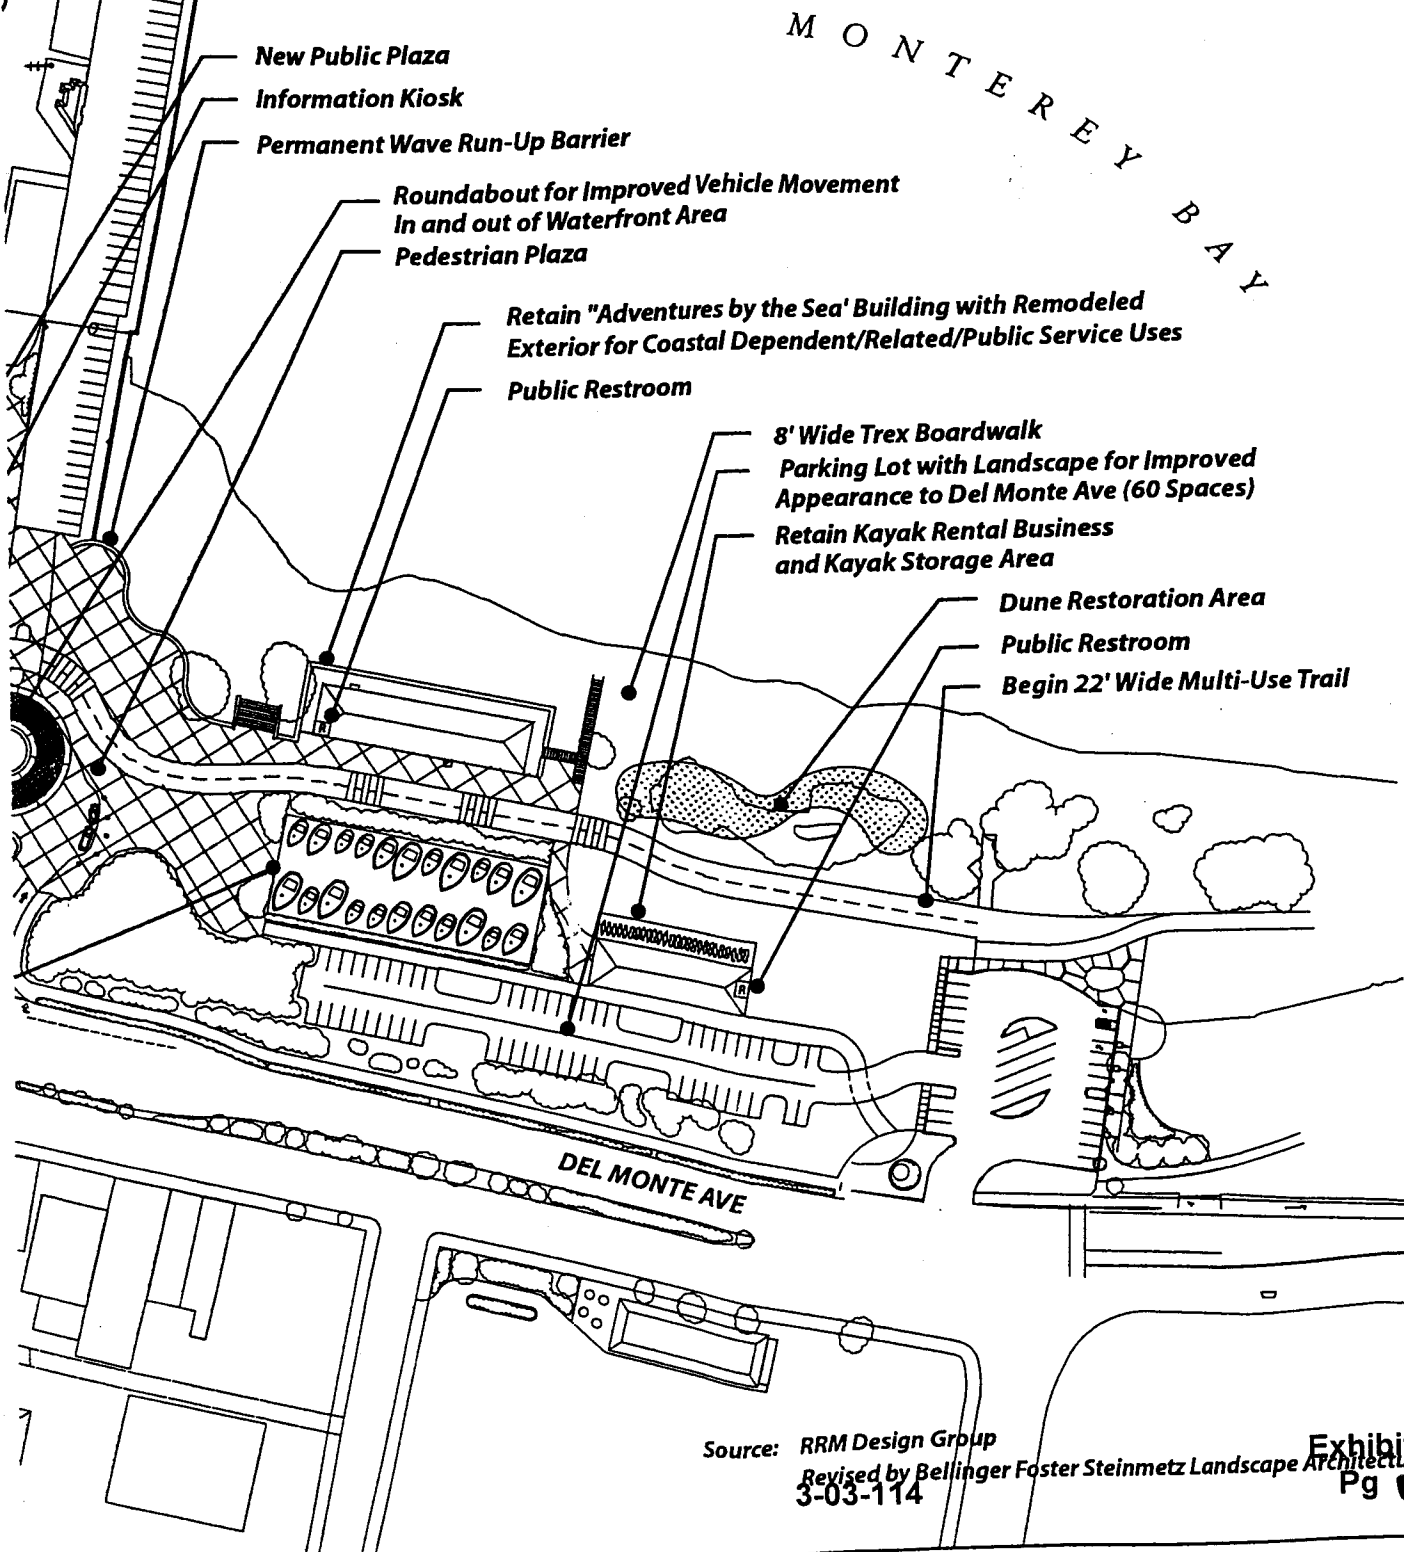 MONTEREY BAY
New Public Plaza
Information Kiosk
Permanent Wave Run-Up Barrier
Roundabout for Improved Vehicle Movement
In and out of Waterfront Area
Pedestrian Plaza
Retain "Adventures by the Sea' Building with Remodeled
Exterior for Coastal Dependent/Related/Public Service Uses
Public Restroom
8' Wide Trex Boardwalk
Parking Lot with Landscape for Improved
Appearance to Del Monte Ave (60 Spaces)
Retain Kayak Rental Business
and Kayak Storage Area
Dune Restoration Area
Public Restroom
Begin 22' Wide Multi-Use Trail
R
R
DEL MONTE AVE
Source: RRM Design Group
Revised by Bellinger Foster Steinmetz Landscape Architectu
3-03-114
Exhibi
Pg